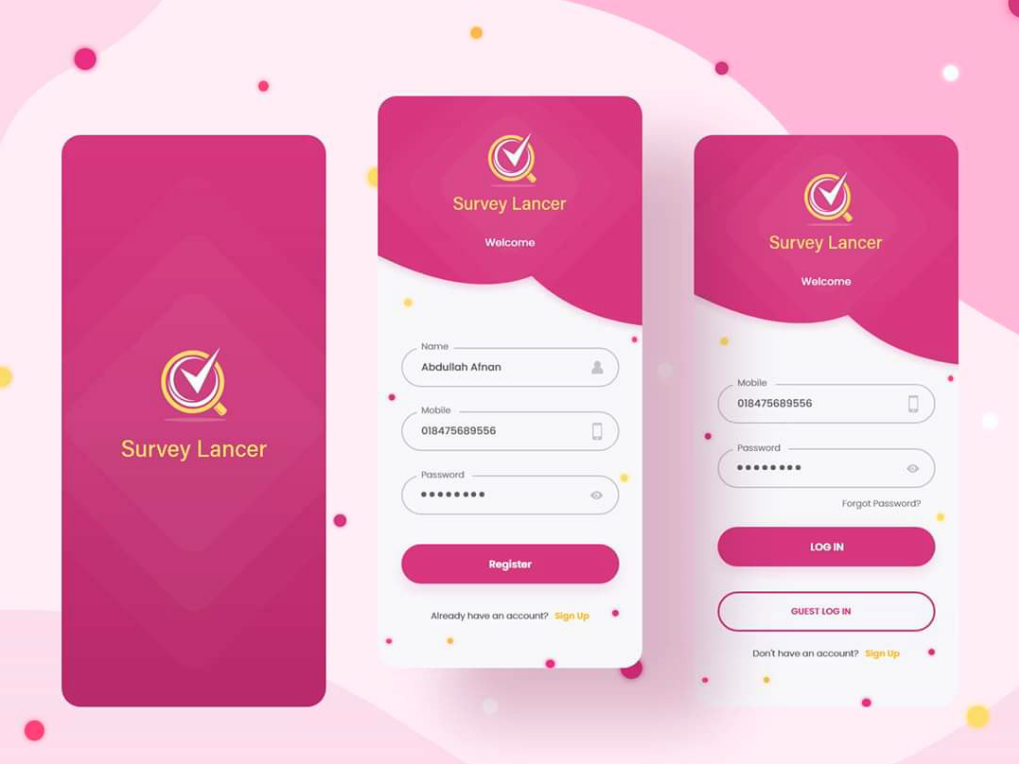 Survey Lancer
Survey Lancer
Welcome
Name
Abdullah Afnan
Mobile
018475689556
Password
Register
Already have an account? Sign Up
Survey Lancer
Welcome
Mobile
018475689556
Password
Forgot Password?
LOG IN
GUEST LOG IN
Don't have an account? Sign Up